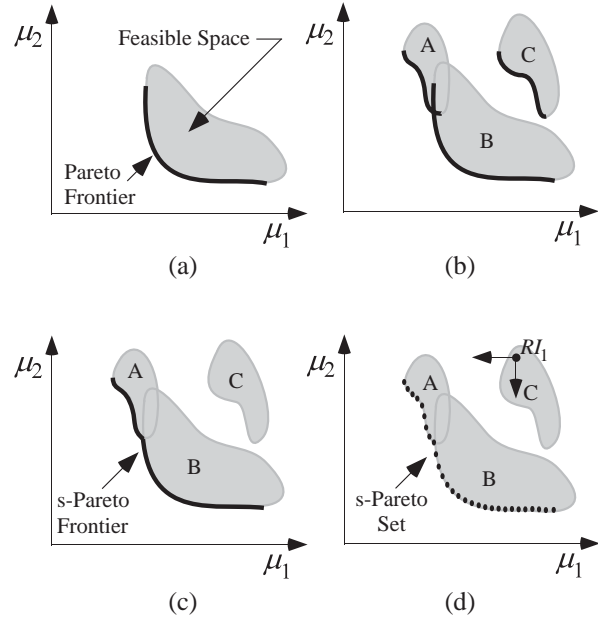 μ2
Feasible Space
Pareto
Frontier
μ1
(a)
μ2
A
C
B
μ1
(b)
μ2
A
C
B
s-Pareto
Frontier
μ1
(c)
μ2
RI1
A
C
B
s-Pareto
Set
μ1
(d)